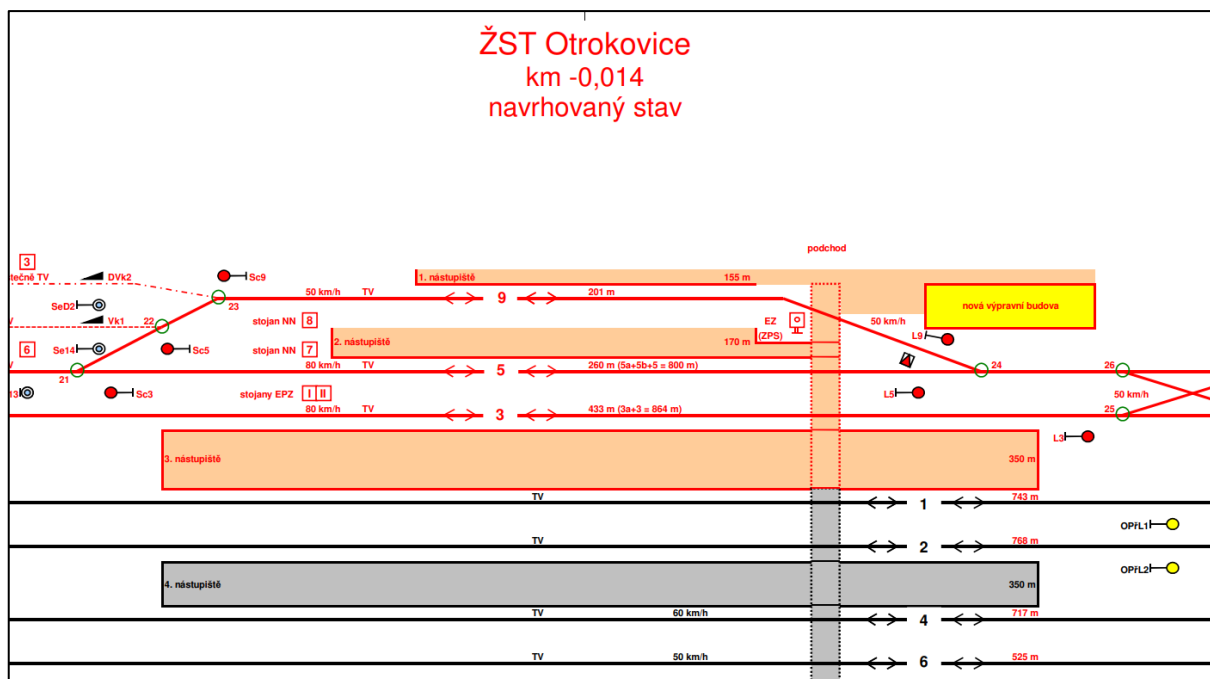 ŽST Otrokovice
km -0,014
navrhovaný stav
podchod
3
tečně TV
DVk2
Sc9
1. nástupiště
155 m
SeD2
23
50 km/h
TV
9
201 m
nová výpravní budova
V
Vk1
22
stojan NN
8
EZ
(ZPS)
50 km/h
6
Se14
Sc5
stojan NN
7
2. nástupiště
170 m
L9
V
21
80 km/h
TV
5
260 m (5a+5b+5 = 800 m)
24
26
13
Sc3
stojany EPZ
I
II
L5
50 km/h
80 km/h
TV
3
433 m (3a+3 = 864 m)
25
L3
3. nástupiště
350 m
TV
1
743 m
OPřL1
TV
2
768 m
OPřL2
4. nástupiště
350 m
TV
60 km/h
4
717 m
TV
50 km/h
6
525 m